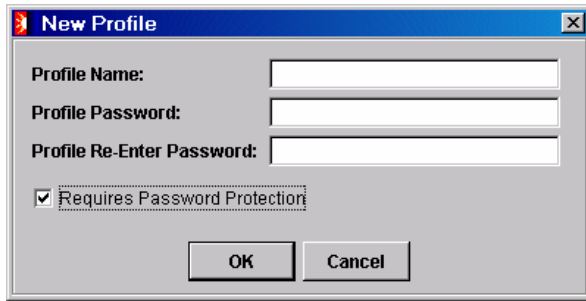 New Profile
Profile Name:
Profile Password:
Profile Re-Enter Password:
Requires Password Protection
OK Cancel